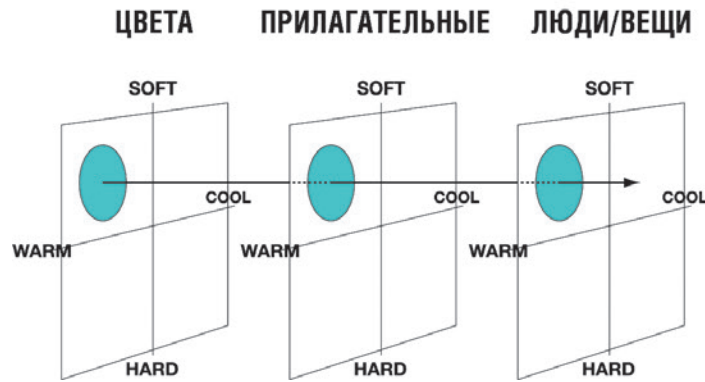 ЦВЕТА ПРИЛАГАТЕЛЬНЫЕ ЛЮДИ/ВЕЩИ
SOFT SOFT SOFT
COOL COOL COOL
WARM WARM WARM
HARD HARD HARD